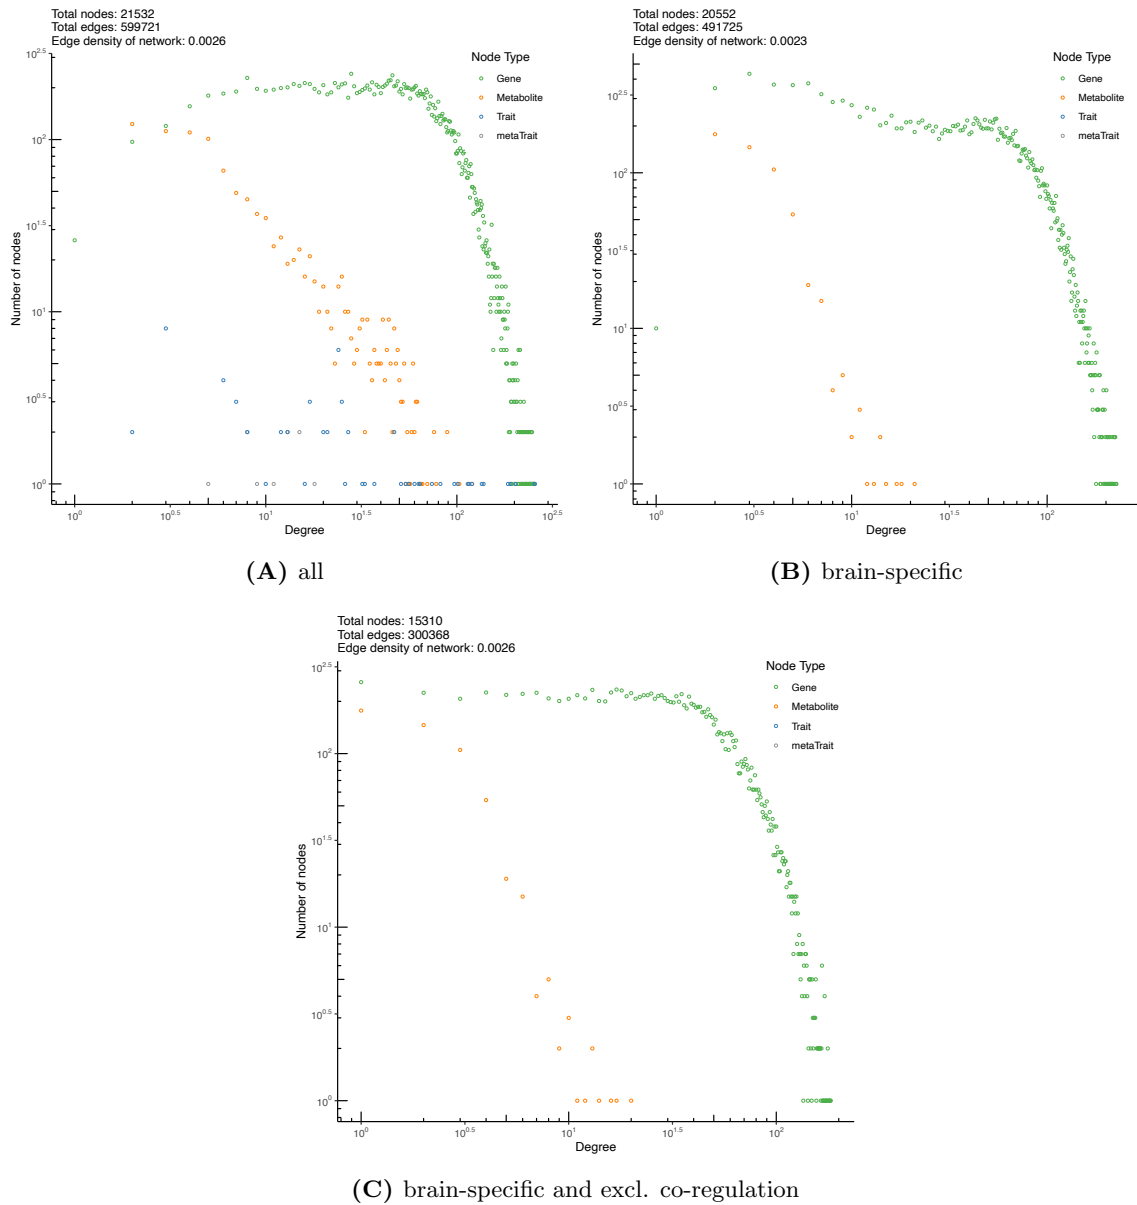 Total nodes: 21532
Total edges: 599721
Edge density of network: 0.0026
10^2.5
10^2
10^1.5
10^1
10^0.5
10^0
Number of nodes
Node Type
Gene
Metabolite
Trait
metaTrait
10^0
10^0.5
10^1
10^1.5
10^2
10^2.5
Degree
(A) all
Total nodes: 20552
Total edges: 491725
Edge density of network: 0.0023
10^2.5
10^2
10^1.5
10^1
10^0.5
10^0
Number of nodes
Node Type
Gene
Metabolite
Trait
metaTrait
10^0
10^0.5
10^1
10^1.5
10^2
Degree
(B) brain-specific
Total nodes: 15310
Total edges: 300368
Edge density of network: 0.0026
10^2.5
10^2
10^1.5
10^1
10^0.5
10^0
Number of nodes
Node Type
Gene
Metabolite
Trait
metaTrait
10^0
10^0.5
10^1
10^1.5
10^2
Degree
(C) brain-specific and excl. co-regulation